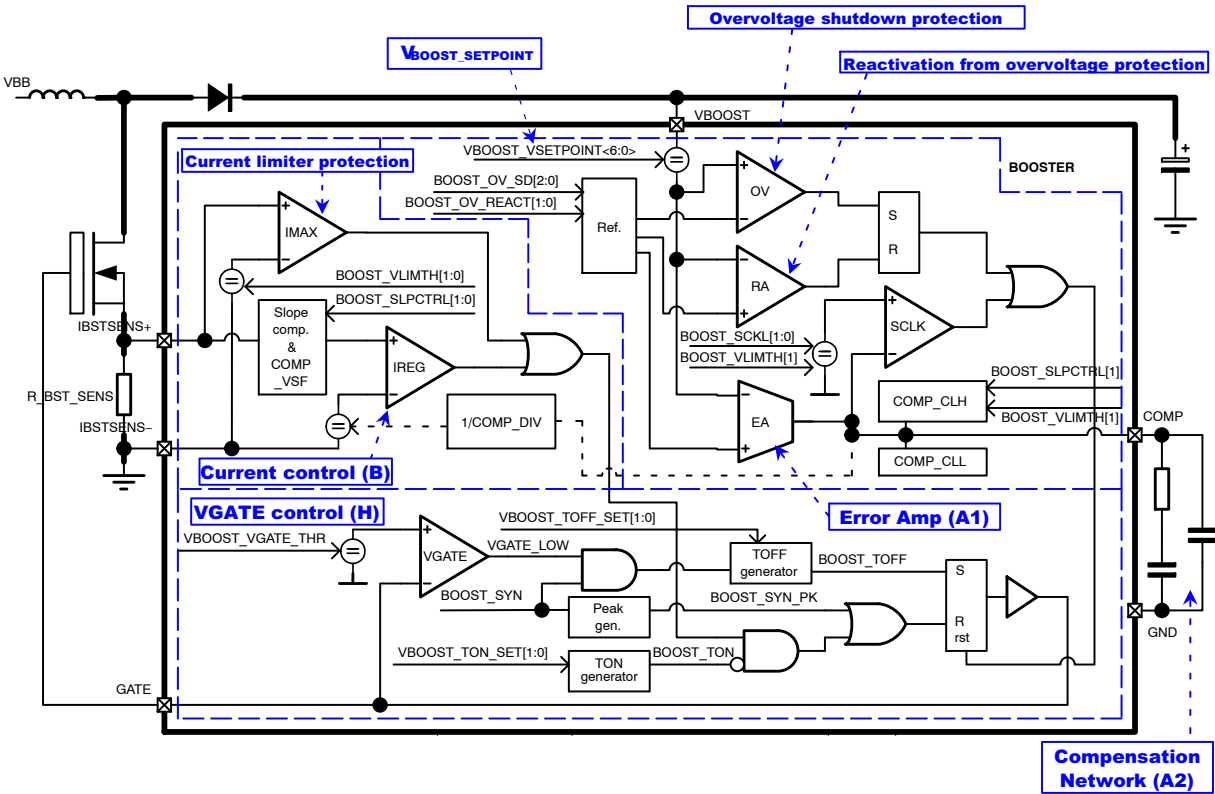 Overvoltage shutdown protection
VBOOST_SETPOINT
Reactivation from overvoltage protection
VBB
VBOOST
VBOOST_VSETPOINT<6:0>
BOOSTER
Current limiter protection
BOOST_OV_SD[2:0]
BOOST_OV_REACT[1:0]
Ref.
+
OV
−
S
R
+
+
IMAX
−
BOOST_VLIMTH[1:0]
BOOST_SLPCTRL[1:0]
−
RA
+
IBSTSENS+
Slope
comp.
&
COMP
_VSF
+
IREG
−
BOOST_SCKL[1:0]
BOOST_VLIMTH[1]
+
SCLK
−
BOOST_SLPCTRL[1]
R_BST_SENS
COMP_CLH
BOOST_VLIMTH[1]
COMP
IBSTSENS−
1/COMP_DIV
−
EA
+
COMP_CLL
Current control (B)
VGATE control (H)
Error Amp (A1)
VBOOST_TOFF_SET[1:0]
VBOOST_VGATE_THR
+
VGATE
−
VGATE_LOW
TOFF
generator
BOOST_TOFF
S
R
rst
BOOST_SYN
Peak
gen.
BOOST_SYN_PK
GND
VBOOST_TON_SET[1:0]
TON
generator
BOOST_TON
GATE
Compensation
Network (A2)